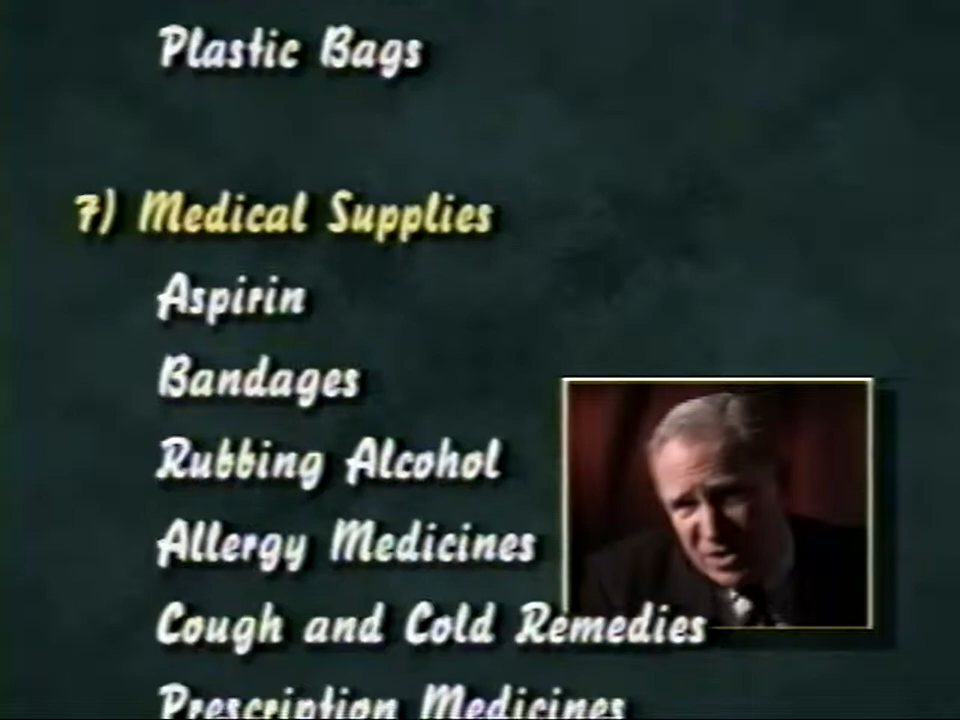 Plastic Bags
7) Medical Supplies
Aspirin
Bandages
Rubbing Alcohol
Allergy Medicines
Cough and Cold Remedies
Prescription Medicines